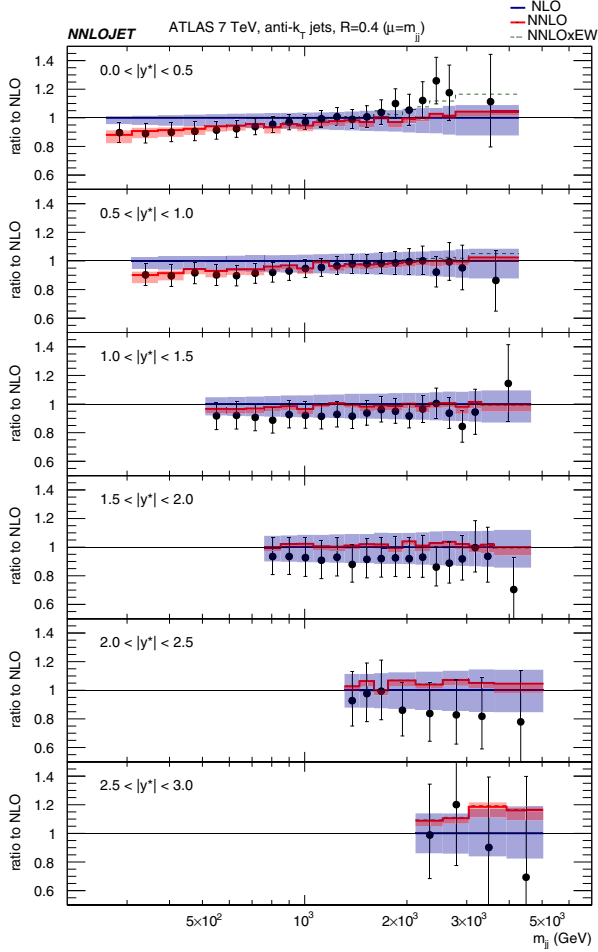 NNLOJET ATLAS 7 TeV, anti-kT jets, R=0.4 (μ=mjj)
NLO
NNLO
NNLOxEW
0.0 < |y*| < 0.5
ratio to NLO
1.4
1.2
1
0.8
0.6
0.5 < |y*| < 1.0
ratio to NLO
1.4
1.2
1
0.8
0.6
1.0 < |y*| < 1.5
ratio to NLO
1.4
1.2
1
0.8
0.6
1.5 < |y*| < 2.0
ratio to NLO
1.4
1.2
1
0.8
0.6
2.0 < |y*| < 2.5
ratio to NLO
1.4
1.2
1
0.8
0.6
2.5 < |y*| < 3.0
ratio to NLO
1.4
1.2
1
0.8
0.6
5×10² 10³ 2×10³ 3×10³ 5×10³
mjj (GeV)